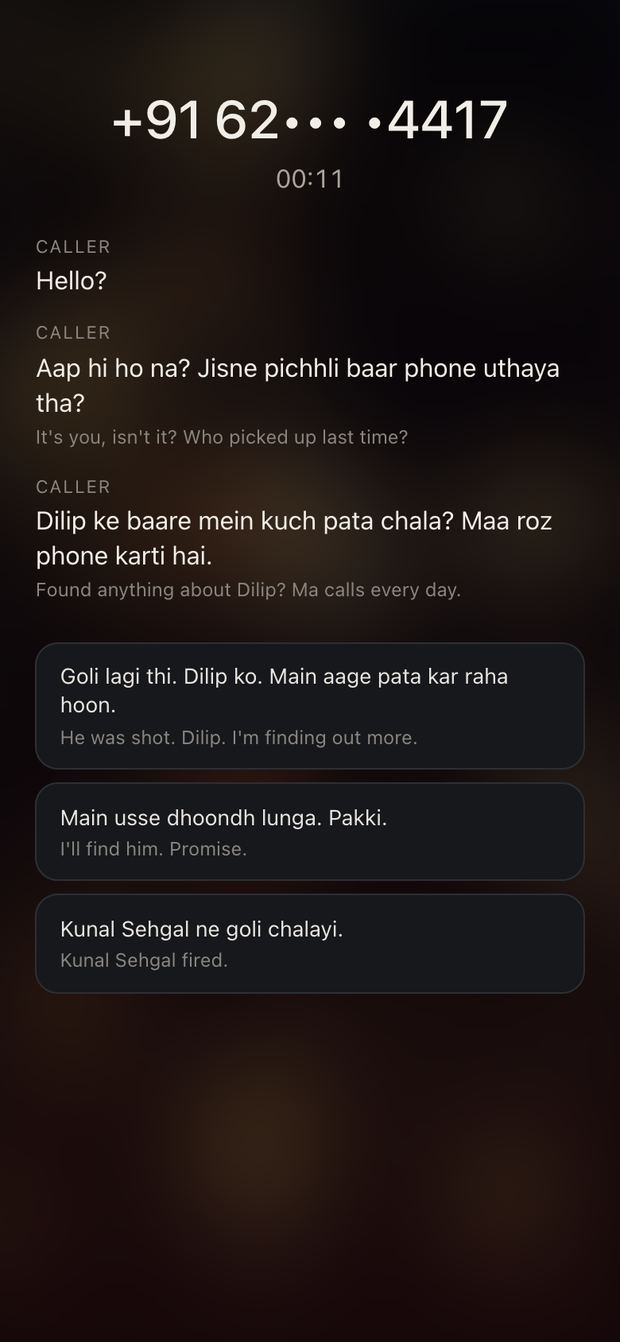 +91 62••• •4417
00:11
CALLER
Hello?
CALLER
Aap hi ho na? Jisne pichhli baar phone uthaya
tha?
It's you, isn't it? Who picked up last time?
CALLER
Dilip ke baare mein kuch pata chala? Maa roz
phone karti hai.
Found anything about Dilip? Ma calls every day.
Goli lagi thi. Dilip ko. Main aage pata kar raha
hoon.
He was shot. Dilip. I'm finding out more.
Main usse dhoondh lunga. Pakki.
I'll find him. Promise.
Kunal Sehgal ne goli chalayi.
Kunal Sehgal fired.